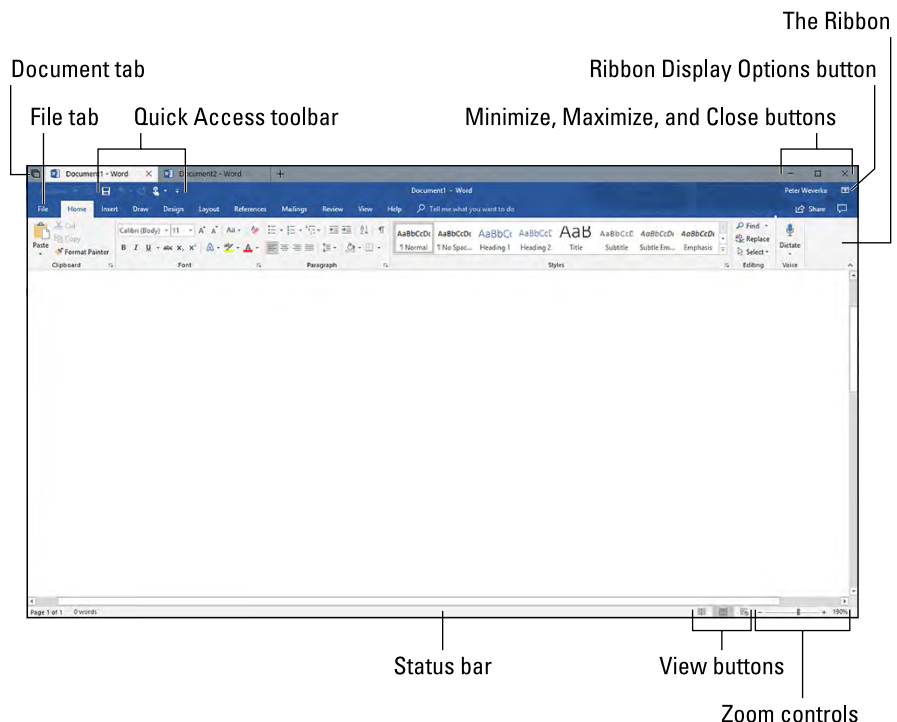 The Ribbon
Document tab
Ribbon Display Options button
File tab
Quick Access toolbar
Minimize, Maximize, and Close buttons
Document1 - Word
Document2 - Word
Document1 - Word
Peter Weverka
File Home Insert Draw Design Layout References Mailings Review View Help Tell me what you want to do Share
Cut
Calibri (Body) 11 Aa
Find
Copy
AaBbCcDc AaBbCcDc AaBbCc AaBbCcC AaB AaBbCcC AaBbCcDc AaBbCcDc
Replace
Paste
Format Painter
B I U abc X₂ X² A A
¶ Normal ¶ No Spac... Heading 1 Heading 2 Title Subtitle Subtle Em... Emphasis
Select
Dictate
Clipboard Font Paragraph Styles Editing Voice
Page 1 of 1 0 words 190%
Status bar
View buttons
Zoom controls